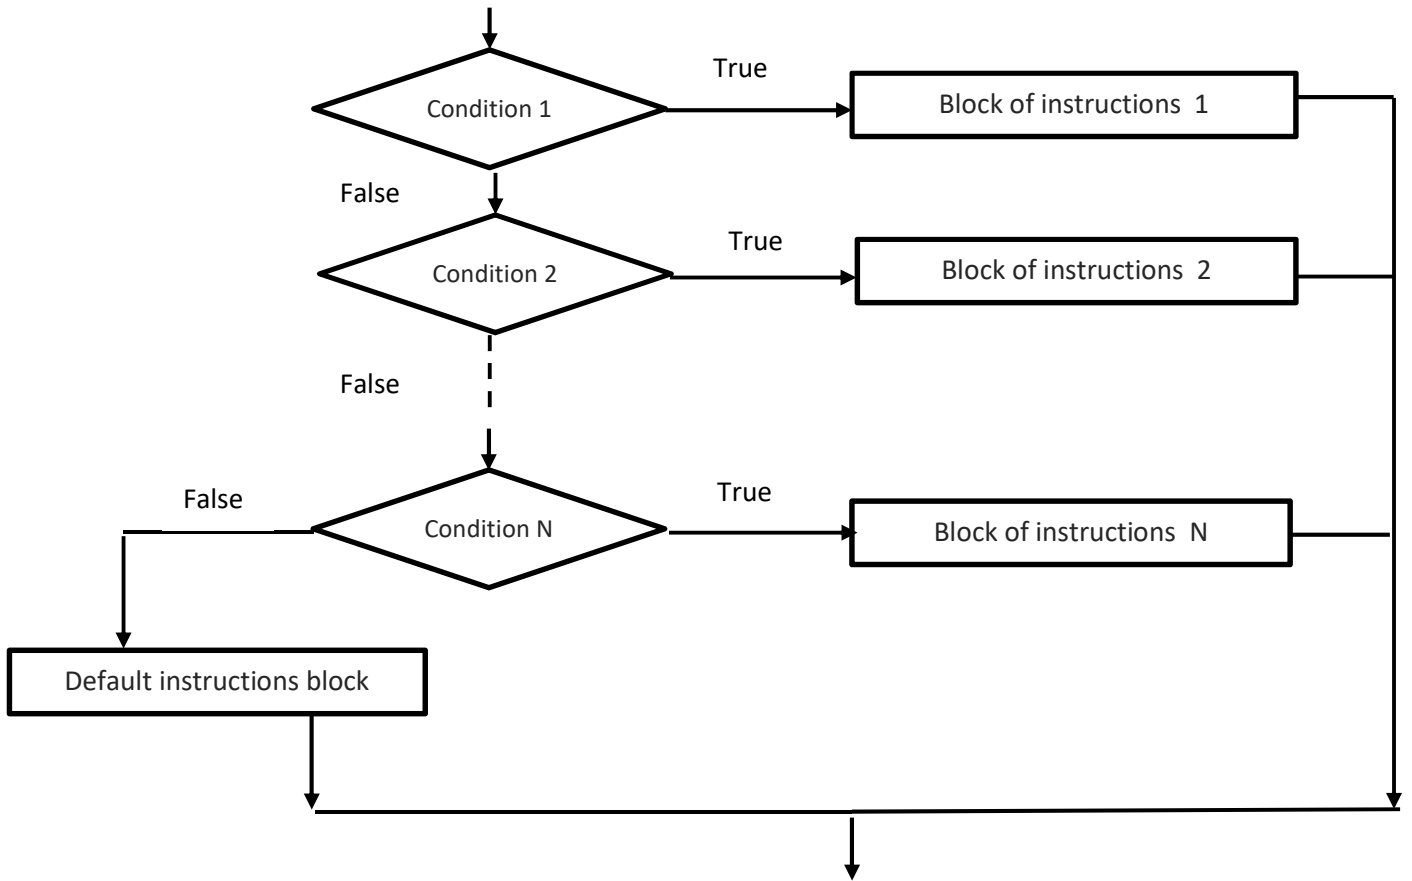 True
Condition 1
Block of instructions  1
False
True
Condition 2
Block of instructions  2
False
False
True
Condition N
Block of instructions  N
Default instructions block